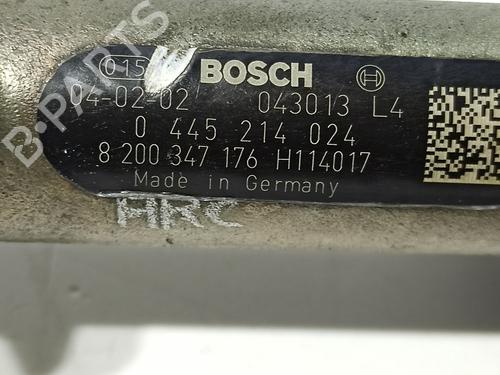 015 BOSCH
04-02-02 043013 L4
0 445 214 024
8 200 347 176 H114017
Made in Germany
HRC
B-PARTS